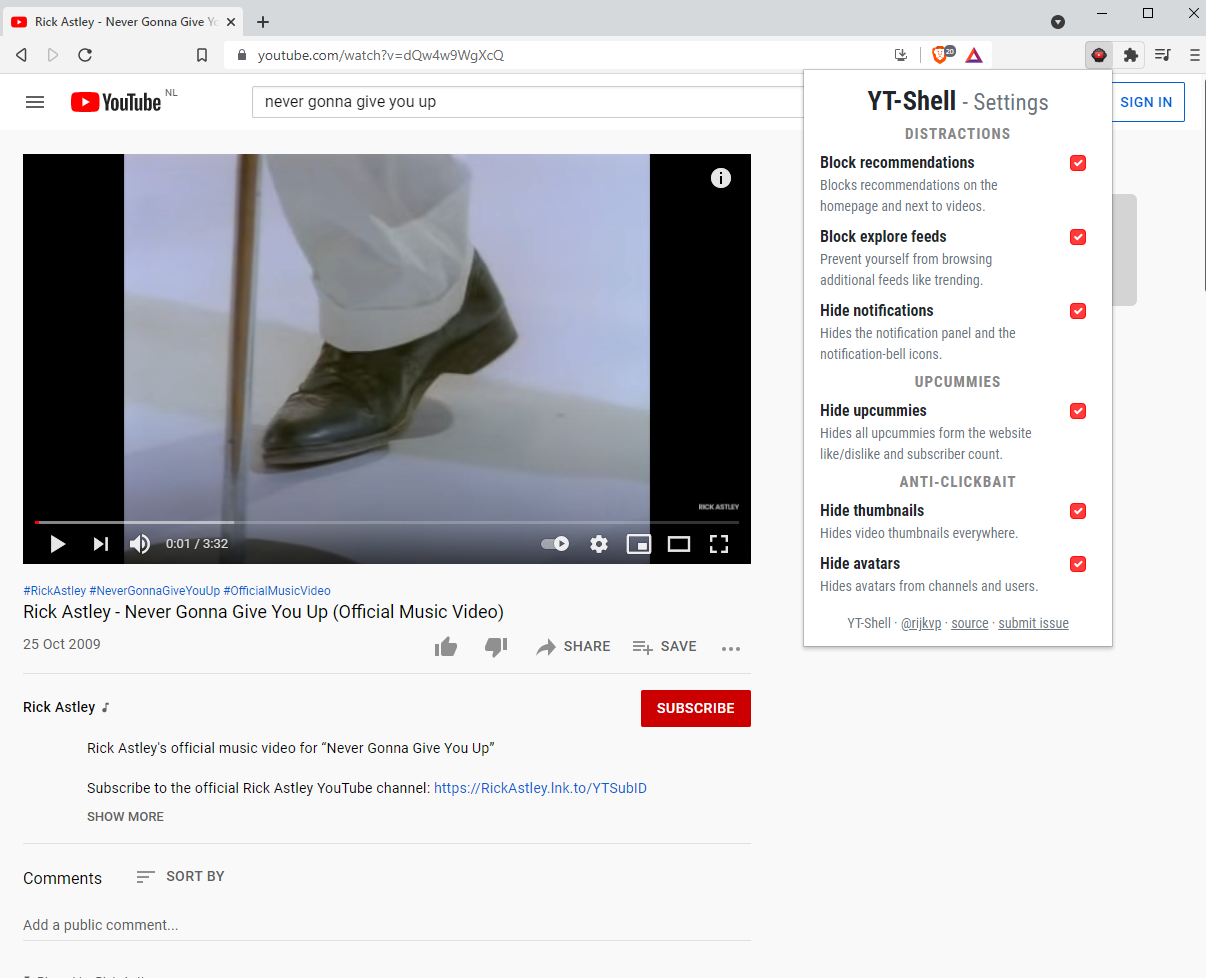 Rick Astley - Never Gonna Give Yo
youtube.com/watch?v=dQw4w9WgXcQ
20
YouTube NL
never gonna give you up
SIGN IN
YT-Shell - Settings
DISTRACTIONS
Block recommendations
Blocks recommendations on the
homepage and next to videos.
Block explore feeds
Prevent yourself from browsing
additional feeds like trending.
Hide notifications
Hides the notification panel and the
notification-bell icons.
UPCUMMIES
Hide upcummies
Hides all upcummies form the website
like/dislike and subscriber count.
ANTI-CLICKBAIT
Hide thumbnails
Hides video thumbnails everywhere.
Hide avatars
Hides avatars from channels and users.
YT-Shell · @rijkvp · source · submit issue
RICK ASTLEY
0:01 / 3:32
#RickAstley #NeverGonnaGiveYouUp #OfficialMusicVideo
Rick Astley - Never Gonna Give You Up (Official Music Video)
25 Oct 2009
SHARE
SAVE
Rick Astley
SUBSCRIBE
Rick Astley's official music video for “Never Gonna Give You Up”
Subscribe to the official Rick Astley YouTube channel: https://RickAstley.lnk.to/YTSubID
SHOW MORE
Comments
SORT BY
Add a public comment...